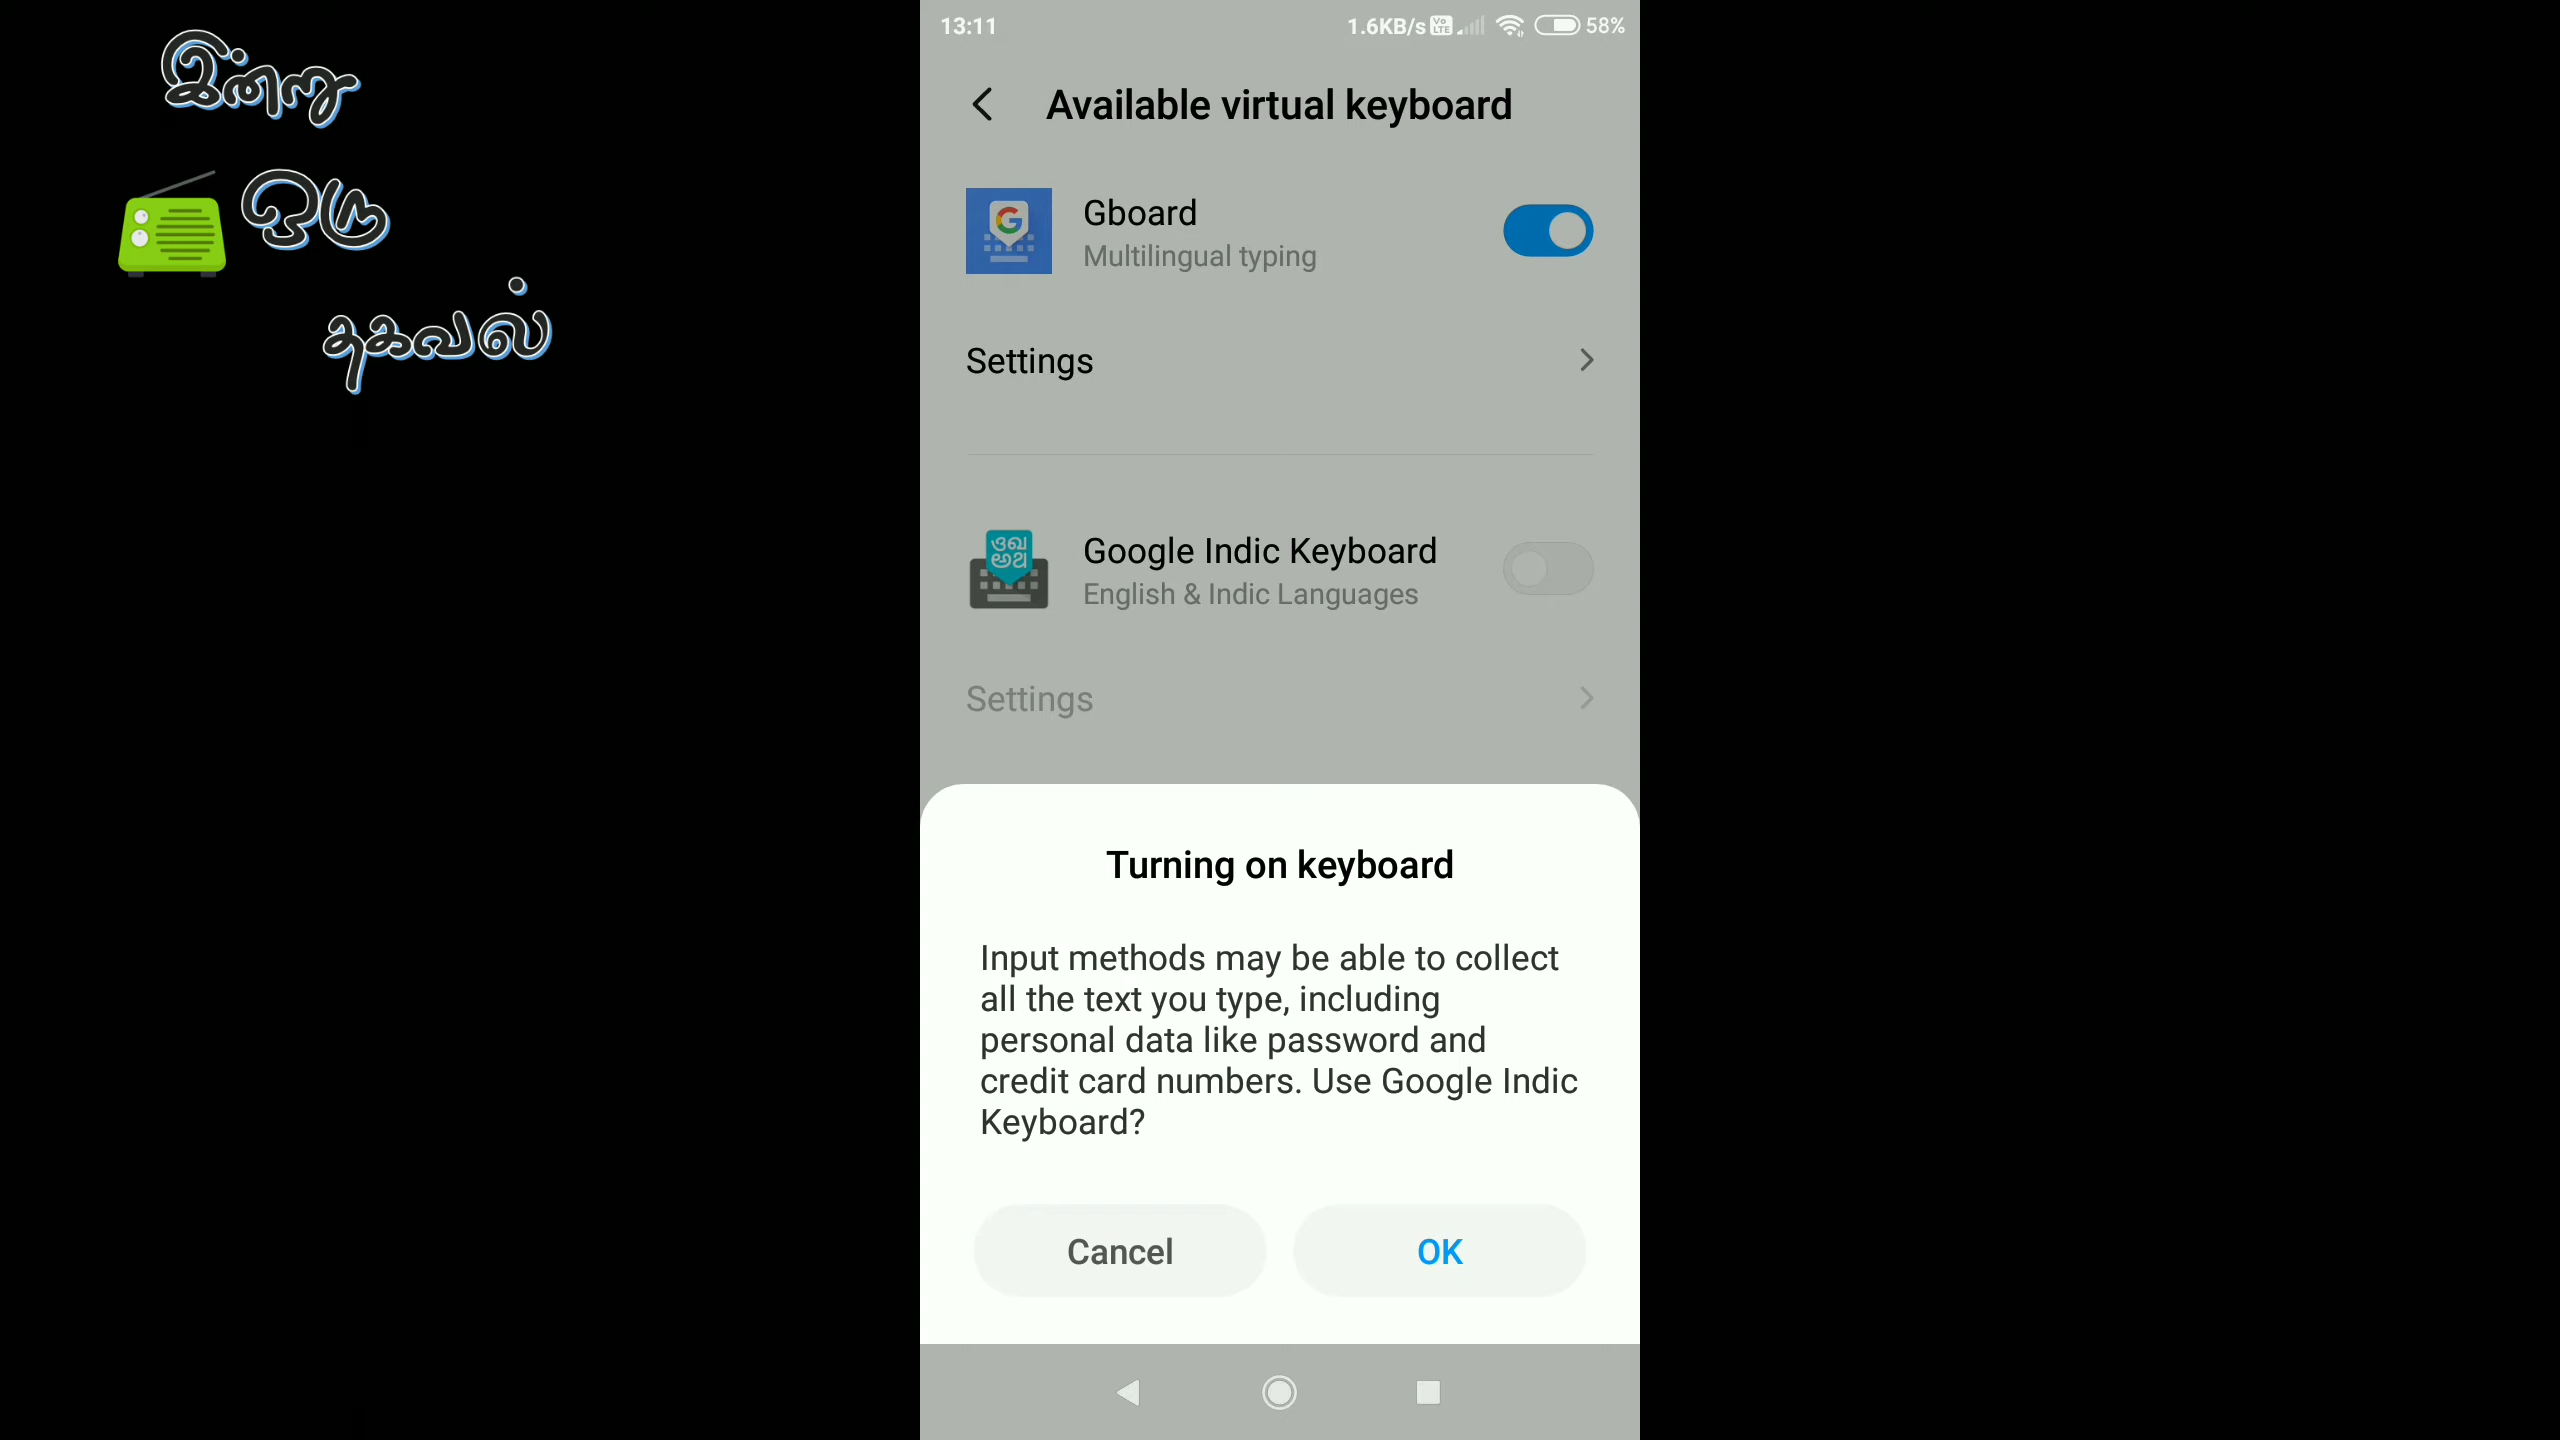 இன்று
ஒரு
தகவல்
13:11
1.6KB/s Vo LTE 58%
Available virtual keyboard
Gboard
Multilingual typing
Settings
Google Indic Keyboard
English & Indic Languages
Settings
Turning on keyboard
Input methods may be able to collect
all the text you type, including
personal data like password and
credit card numbers. Use Google Indic
Keyboard?
Cancel
OK